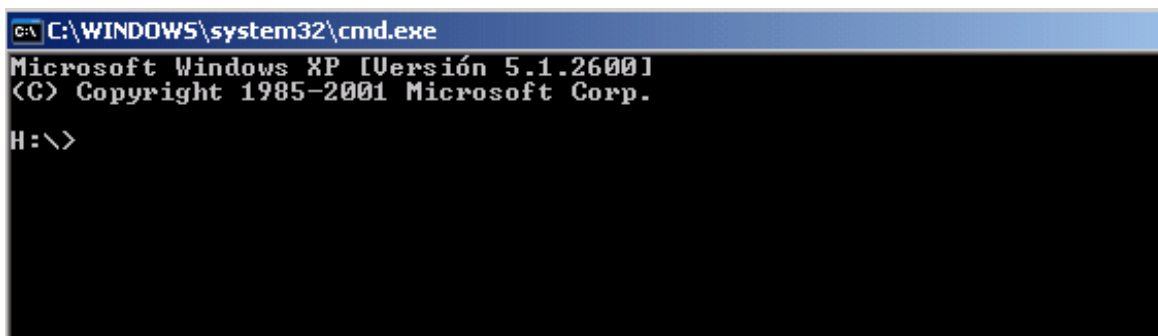 C:\WINDOWS\system32\cmd.exe
Microsoft Windows XP [Versión 5.1.2600]
(C) Copyright 1985-2001 Microsoft Corp.
H:\>